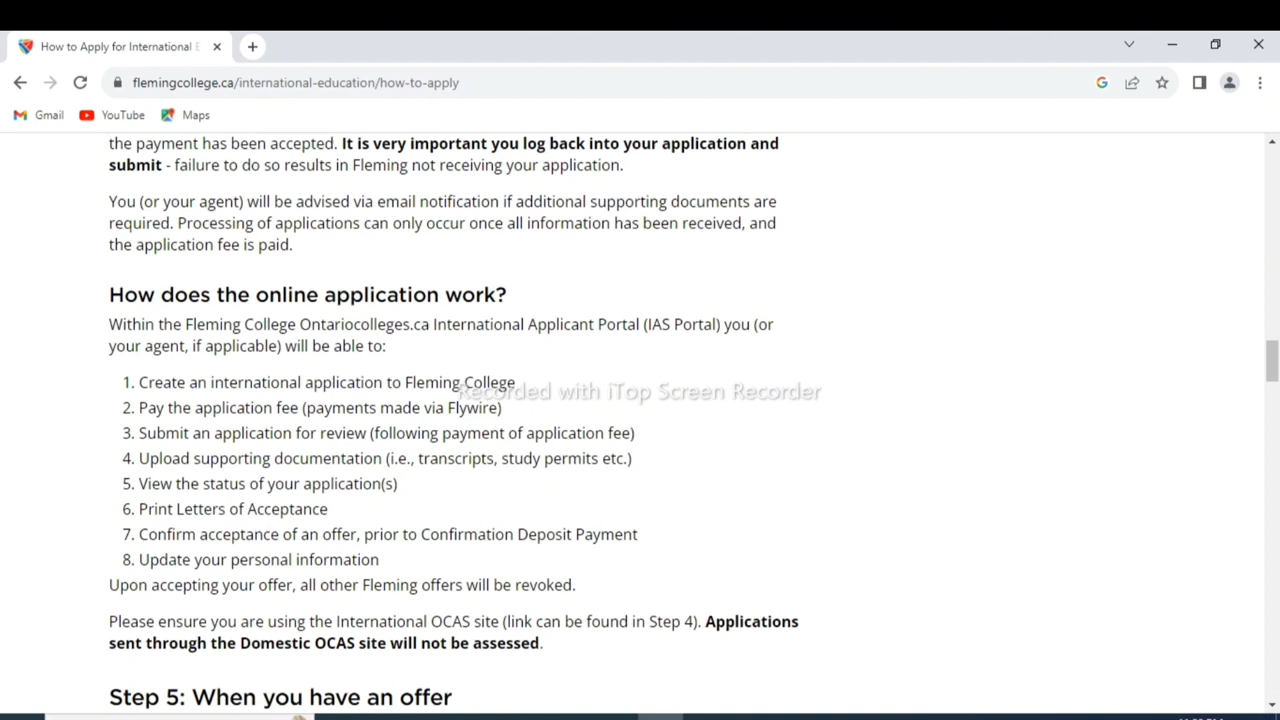 How to Apply for International E
flemingcollege.ca/international-education/how-to-apply
Gmail YouTube Maps
the payment has been accepted. It is very important you log back into your application and
submit - failure to do so results in Fleming not receiving your application.
You (or your agent) will be advised via email notification if additional supporting documents are
required. Processing of applications can only occur once all information has been received, and
the application fee is paid.
How does the online application work?
Within the Fleming College Ontariocolleges.ca International Applicant Portal (IAS Portal) you (or
your agent, if applicable) will be able to:
1. Create an international application to Fleming College
Recorded with iTop Screen Recorder
2. Pay the application fee (payments made via Flywire)
3. Submit an application for review (following payment of application fee)
4. Upload supporting documentation (i.e., transcripts, study permits etc.)
5. View the status of your application(s)
6. Print Letters of Acceptance
7. Confirm acceptance of an offer, prior to Confirmation Deposit Payment
8. Update your personal information
Upon accepting your offer, all other Fleming offers will be revoked.
Please ensure you are using the International OCAS site (link can be found in Step 4). Applications
sent through the Domestic OCAS site will not be assessed.
Step 5: When you have an offer